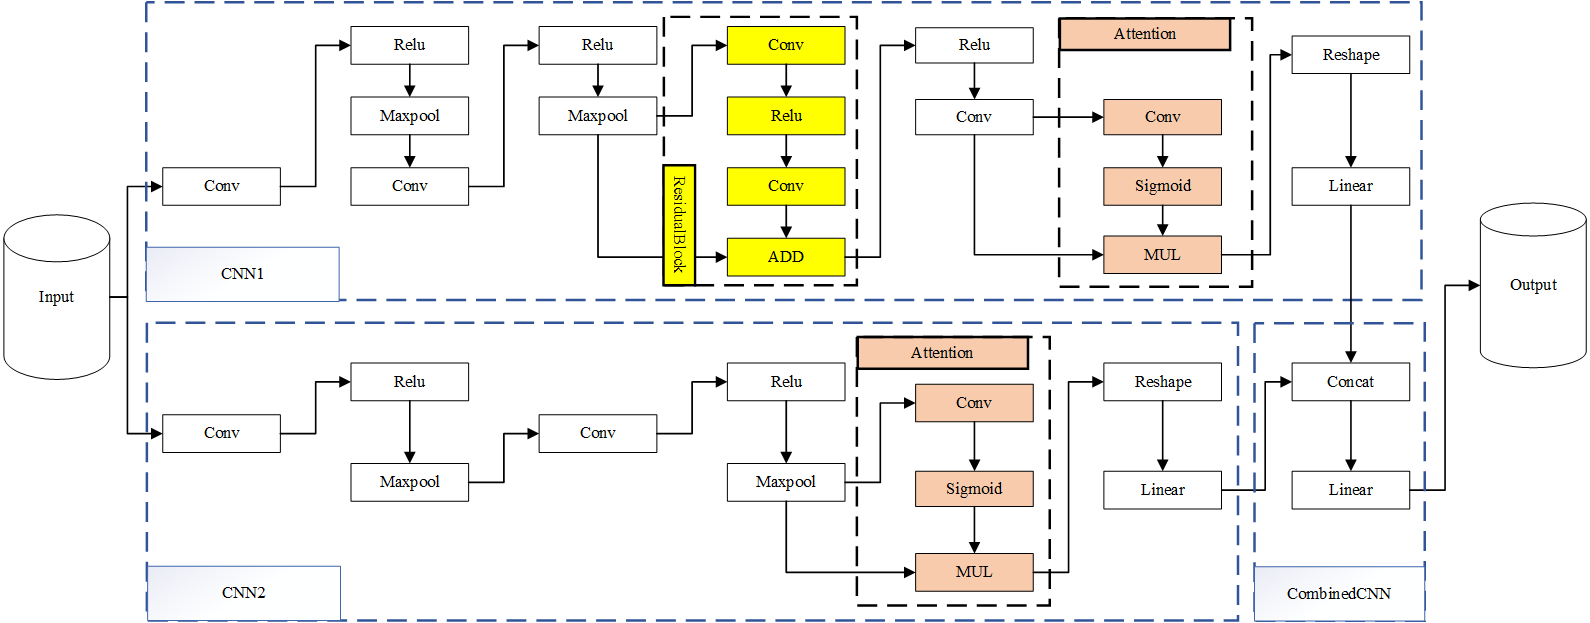 Input
CNN1
Conv
Relu
Maxpool
Conv
Relu
Maxpool
ResidualBlock
Conv
Relu
Conv
ADD
Relu
Conv
Attention
Conv
Sigmoid
MUL
Reshape
Linear
CNN2
Conv
Relu
Maxpool
Conv
Relu
Maxpool
Attention
Conv
Sigmoid
MUL
Reshape
Linear
CombinedCNN
Concat
Linear
Output